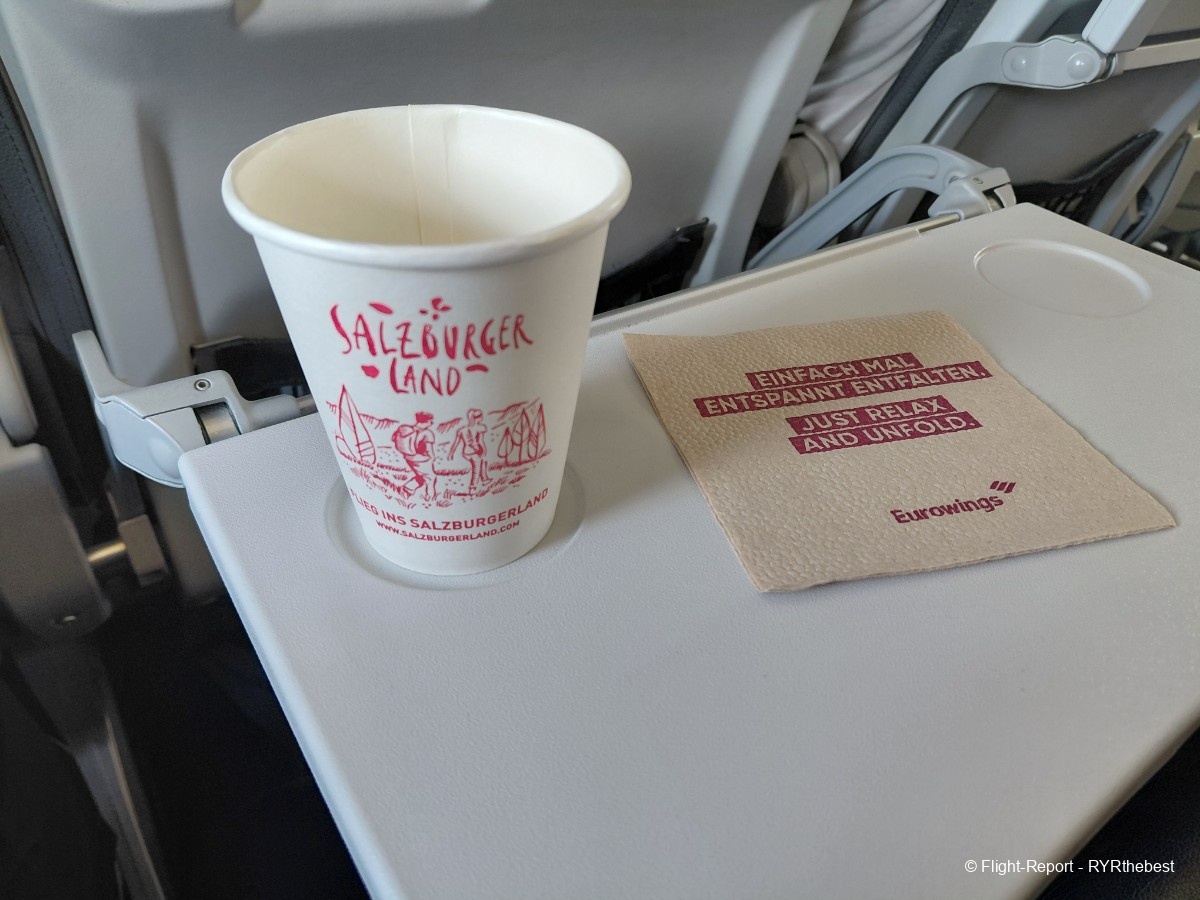 SALZBURGER
LAND
FLIEG INS SALZBURGERLAND
WWW.SALZBURGERLAND.COM
EINFACH MAL
ENTSPANNT ENTFALTEN.
JUST RELAX
AND UNFOLD.
Eurowings
© Flight-Report - RYRthebest